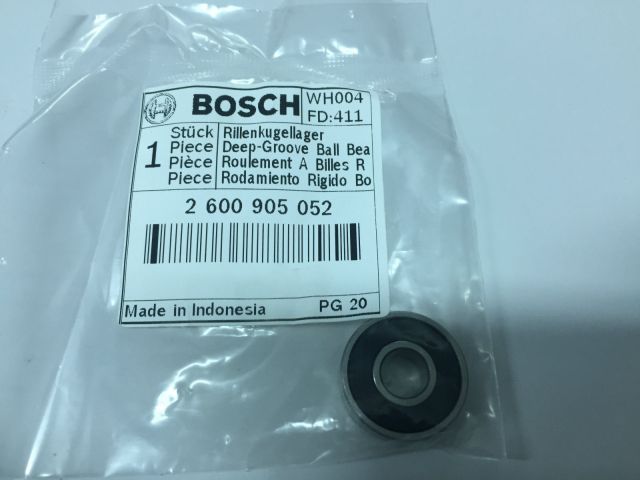 BOSCH
WH004
FD:411
1
Stück
Piece
Pièce
Piece
Rillenkugellager
Deep-Groove Ball Bea
Roulement A Billes R
Rodamiento Rigido Bo
2 600 905 052
Made in Indonesia
PG 20